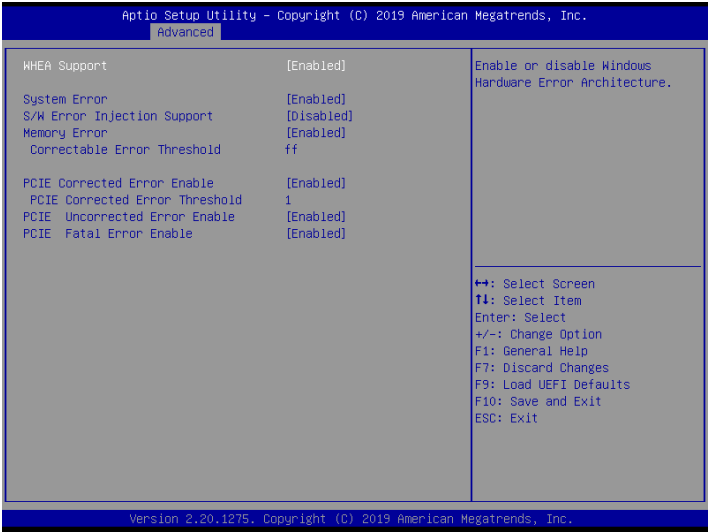 Aptio Setup Utility – Copyright (C) 2019 American Megatrends, Inc.
Advanced
WHEA Support [Enabled]
System Error [Enabled]
S/W Error Injection Support [Disabled]
Memory Error [Enabled]
Correctable Error Threshold ff
PCIE Corrected Error Enable [Enabled]
PCIE Corrected Error Threshold 1
PCIE Uncorrected Error Enable [Enabled]
PCIE Fatal Error Enable [Enabled]
Enable or disable Windows
Hardware Error Architecture.
↔: Select Screen
↑↓: Select Item
Enter: Select
+/-: Change Option
F1: General Help
F7: Discard Changes
F9: Load UEFI Defaults
F10: Save and Exit
ESC: Exit
Version 2.20.1275. Copyright (C) 2019 American Megatrends, Inc.